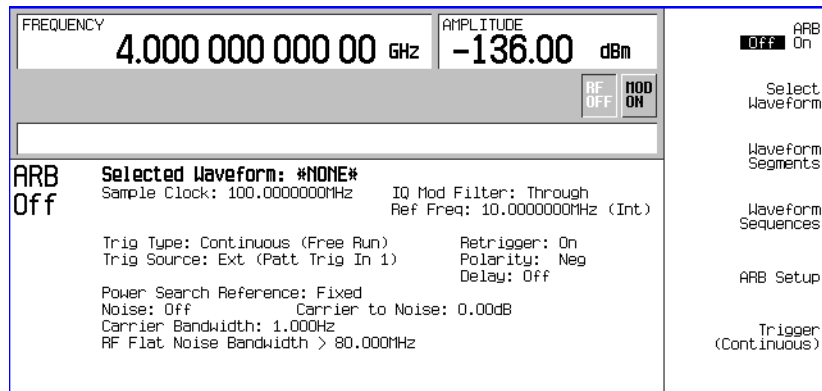 FREQUENCY
4.000 000 000 00 GHz
AMPLITUDE
-136.00 dBm
RF OFF
MOD ON
ARB Off
Selected Waveform: *NONE*
Sample Clock: 100.0000000MHz IQ Mod Filter: Through
Ref Freq: 10.0000000MHz (Int)
Trig Type: Continuous (Free Run) Retrigger: On
Trig Source: Ext (Patt Trig In 1) Polarity: Neg
Delay: Off
Power Search Reference: Fixed
Noise: Off Carrier to Noise: 0.00dB
Carrier Bandwidth: 1.000Hz
RF Flat Noise Bandwidth > 80.000MHz
ARB
Off On
Select
Waveform
Waveform
Segments
Waveform
Sequences
ARB Setup
Trigger
(Continuous)